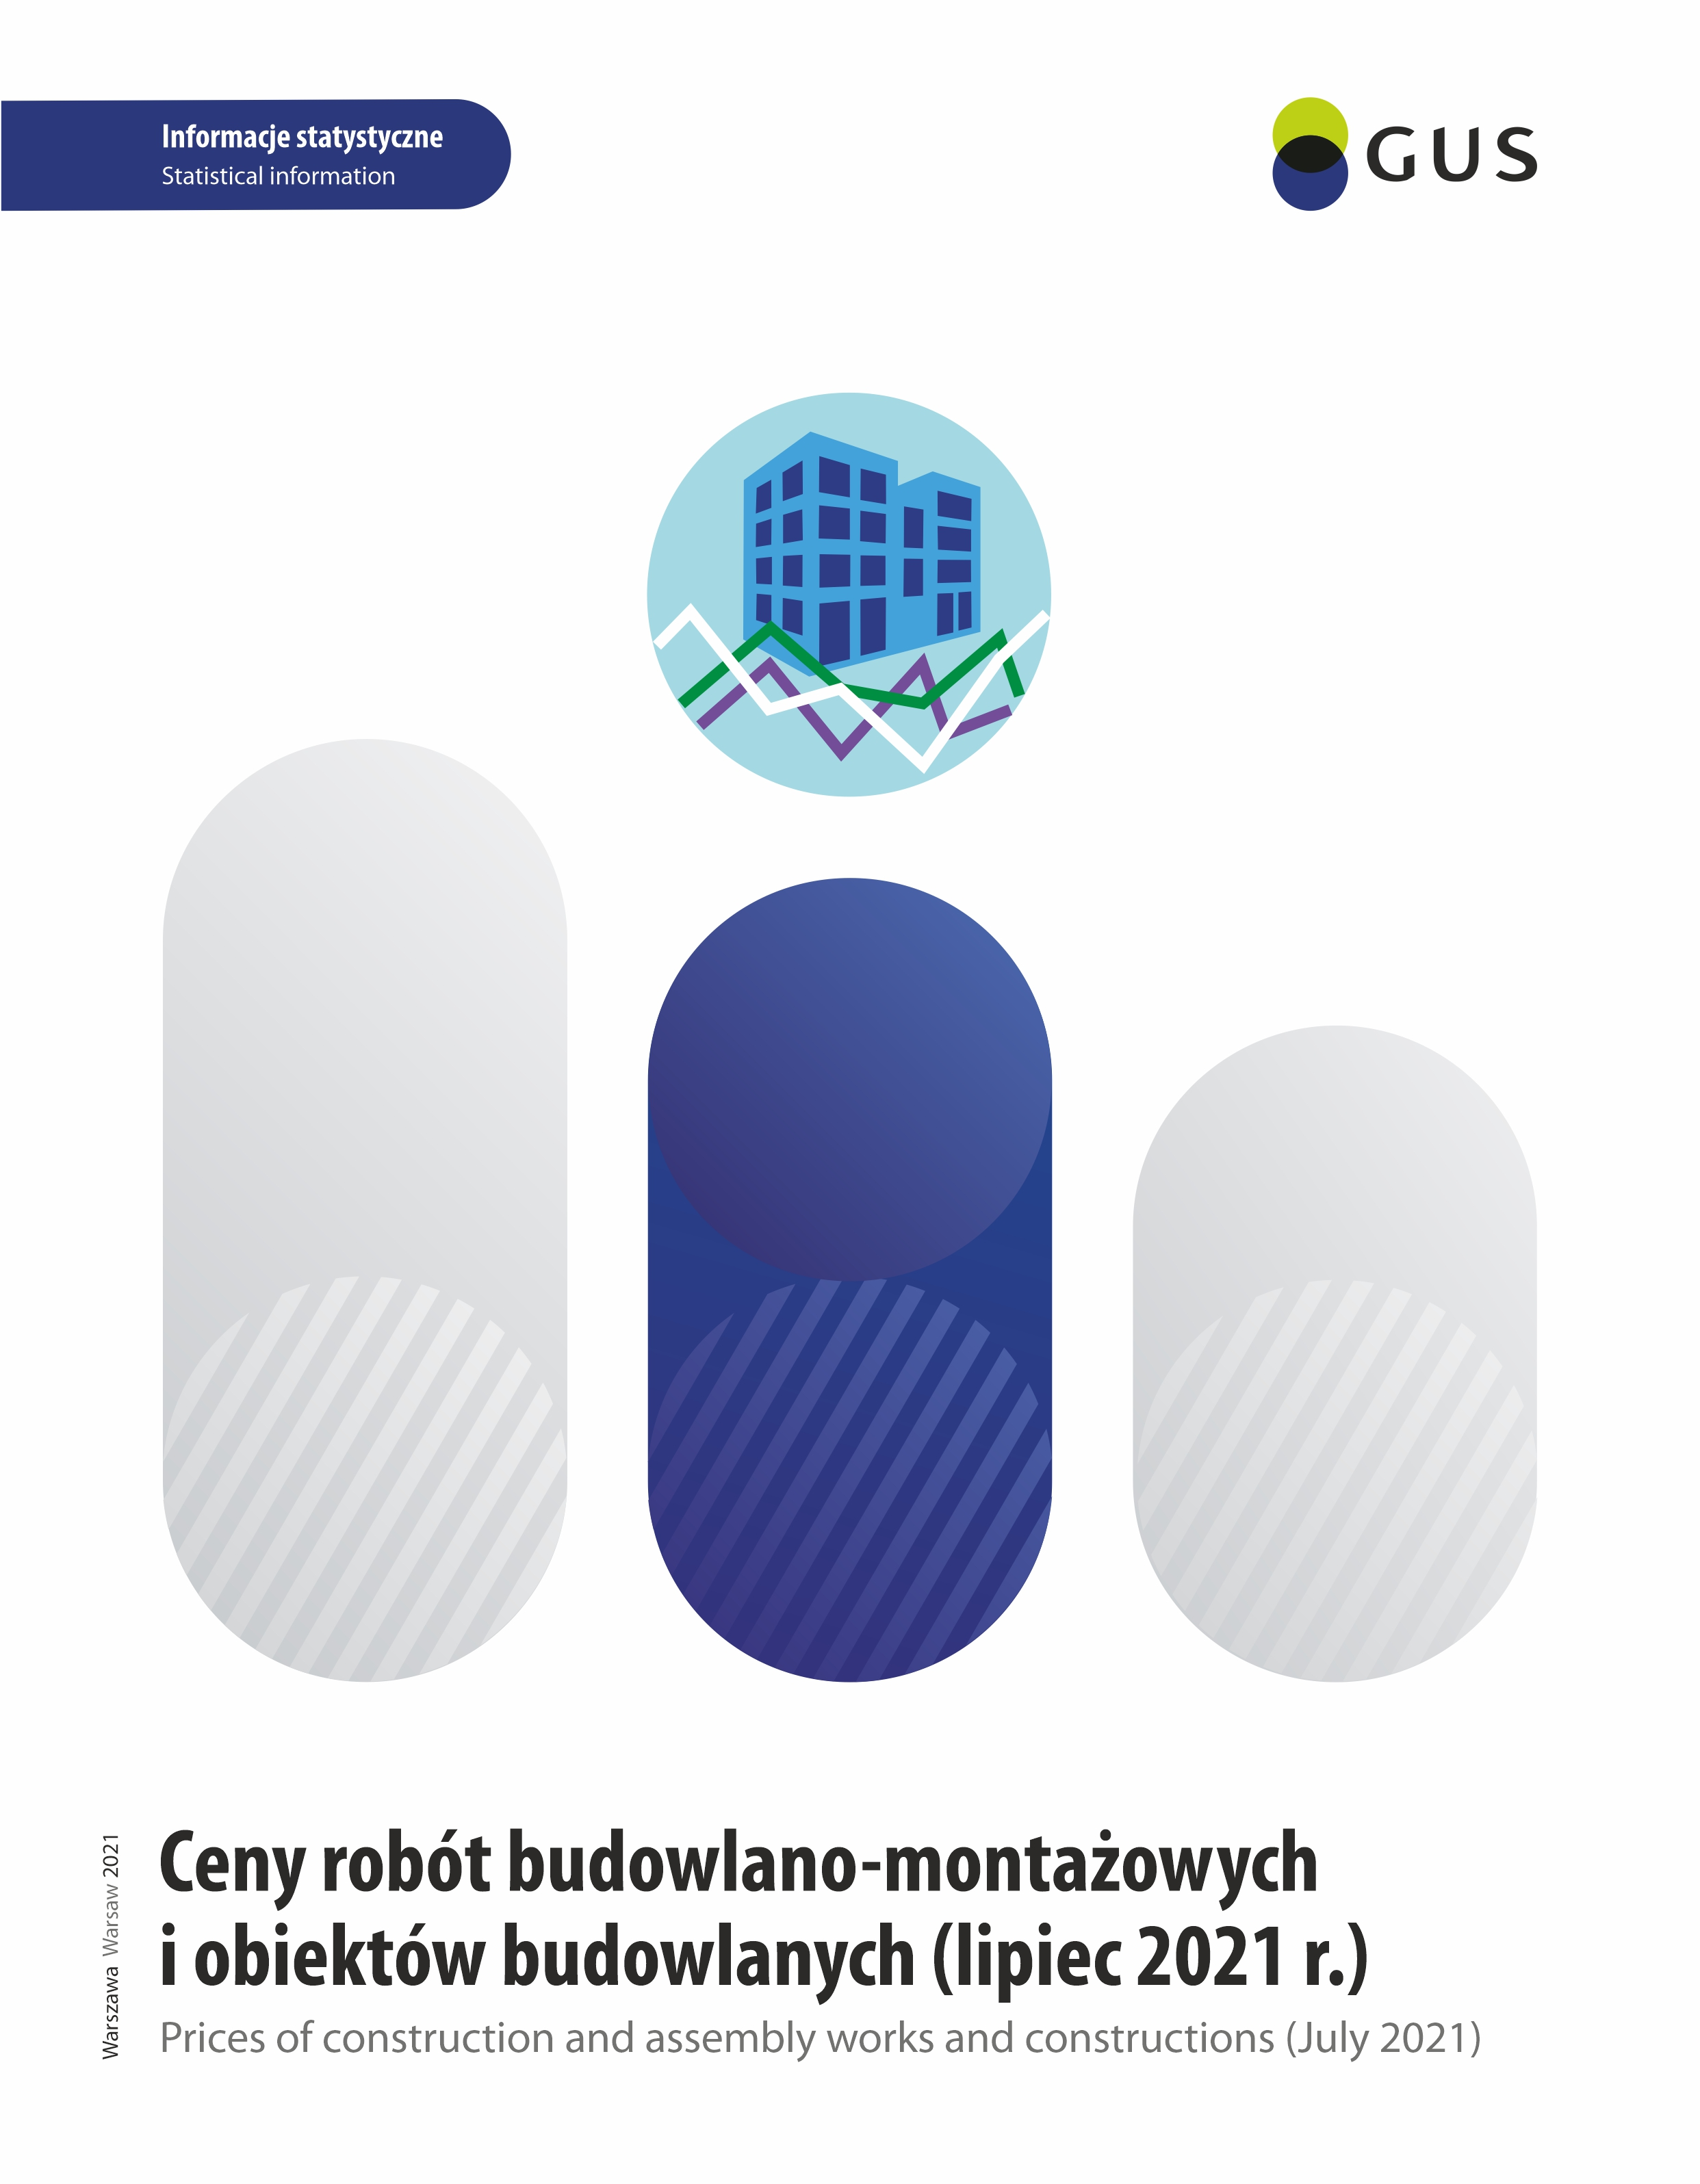 Informacje statystyczne
Statistical information
GUS
Ceny robót budowlano-montażowych
i obiektów budowlanych (lipiec 2021 r.)
Prices of construction and assembly works and constructions (July 2021)
Warszawa Warsaw 2021